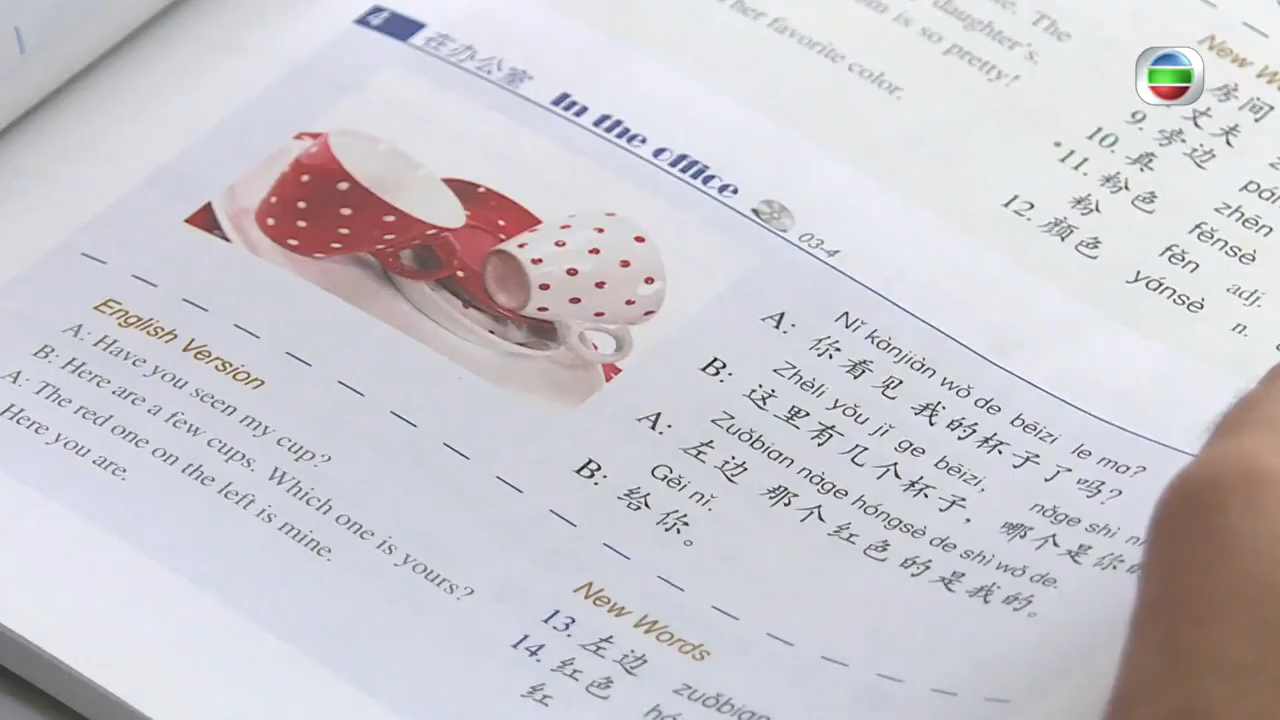 daughter's. The
is so pretty!
her favorite color.
New W
房间
丈夫
9. 旁边
10. 真 zhēn
*11. 粉色 fěnsè
粉 fěn adj.
12. 颜色 yánsè n.
4 在办公室 In the office 03-4
Nǐ kànjiàn wǒ de bēizi le ma?
A: 你看见我的杯子了吗?
Zhèli yǒu jǐ ge bēizi, nǎge shì
B: 这里有几个杯子,哪个是你的
Zuǒbian nàge hóngsè de shì wǒ de.
A: 左边那个红色的是我的。
Gěi nǐ.
B: 给你。
English Version
A: Have you seen my cup?
B: Here are a few cups. Which one is yours?
A: The red one on the left is mine.
Here you are.
New Words
13. 左边 zuǒbian
14. 红色
红